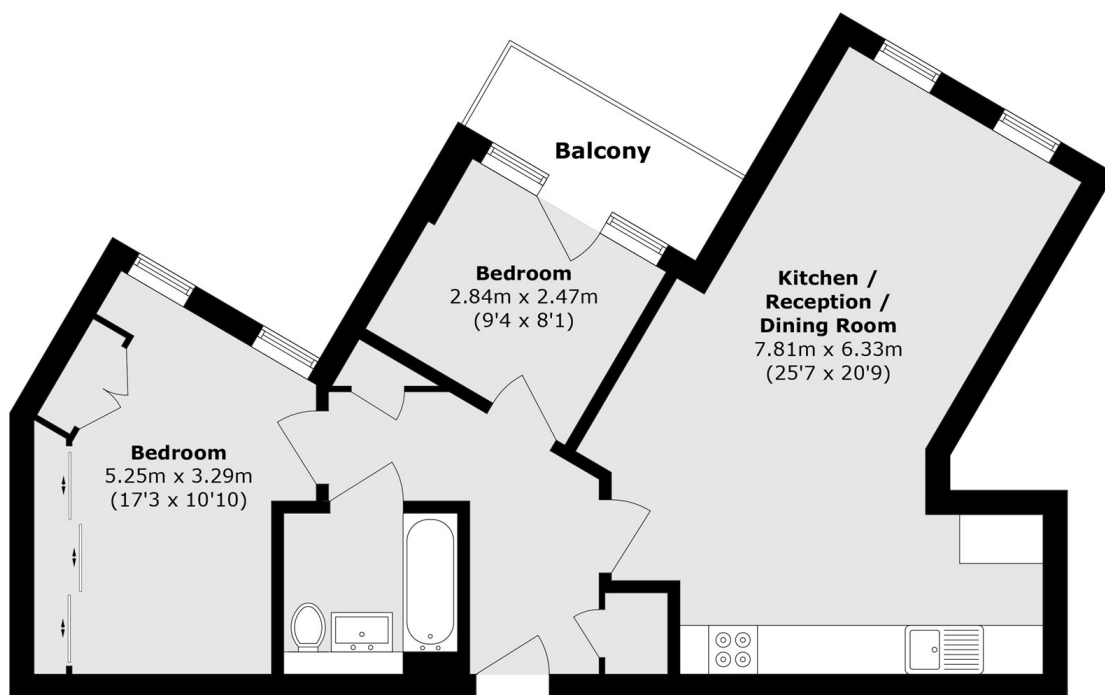 Balcony
Bedroom
2.84m x 2.47m
(9'4 x 8'1)
Kitchen /
Reception /
Dining Room
7.81m x 6.33m
(25'7 x 20'9)
Bedroom
5.25m x 3.29m
(17'3 x 10'10)